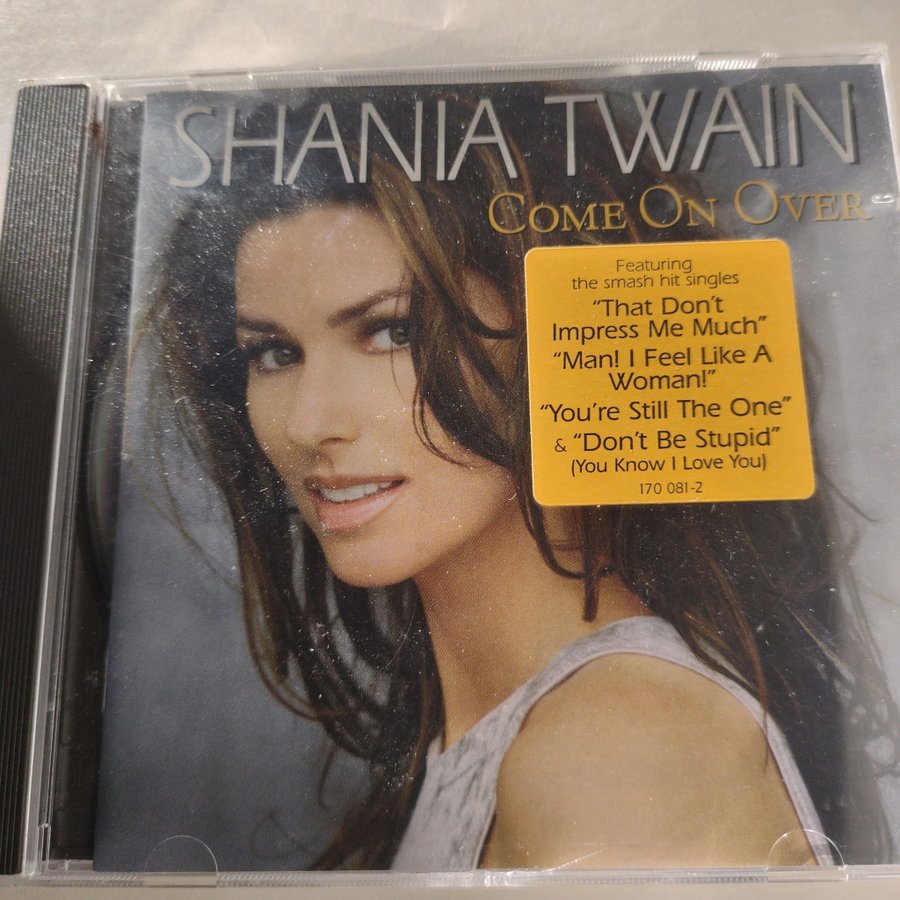 SHANIA TWAIN
COME ON OVER
Featuring
the smash hit singles
“That Don't
Impress Me Much”
“Man! I Feel Like A
Woman!”
“You're Still The One”
& “Don't Be Stupid”
(You Know I Love You)
170 081-2